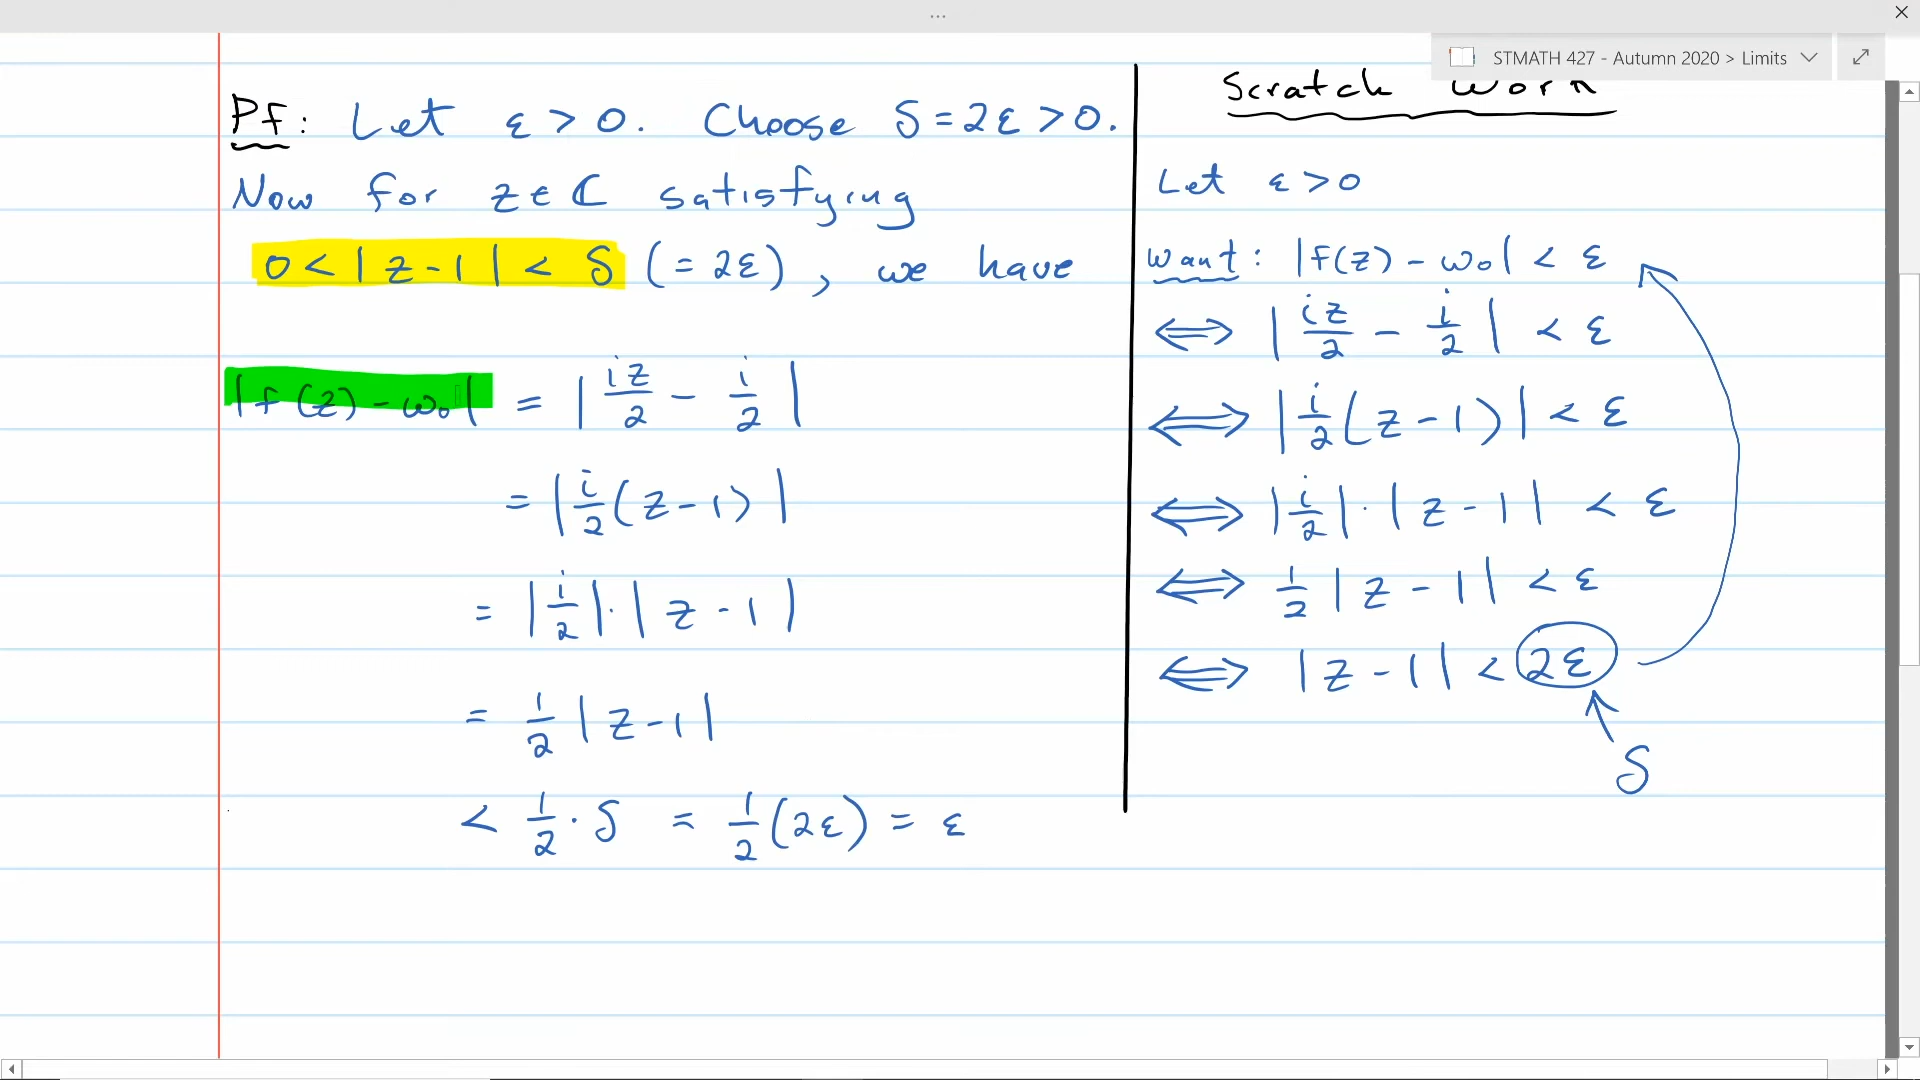 STMATH 427 - Autumn 2020 > Limits
Pf: Let ε > 0. Choose δ = 2ε > 0.
Now for z ∈ ℂ satisfying
0 < |z - 1| < δ (= 2ε), we have
|f(z) - w₀| = |iz/2 - i/2|
= |i/2 (z - 1)|
= |i/2| · |z - 1|
= 1/2 |z - 1|
< 1/2 · δ = 1/2 (2ε) = ε
Scratch Work
Let ε > 0
Want: |f(z) - w₀| < ε
⟺ |iz/2 - i/2| < ε
⟺ |i/2 (z - 1)| < ε
⟺ |i/2| · |z - 1| < ε
⟺ 1/2 |z - 1| < ε
⟺ |z - 1| < 2ε
δ